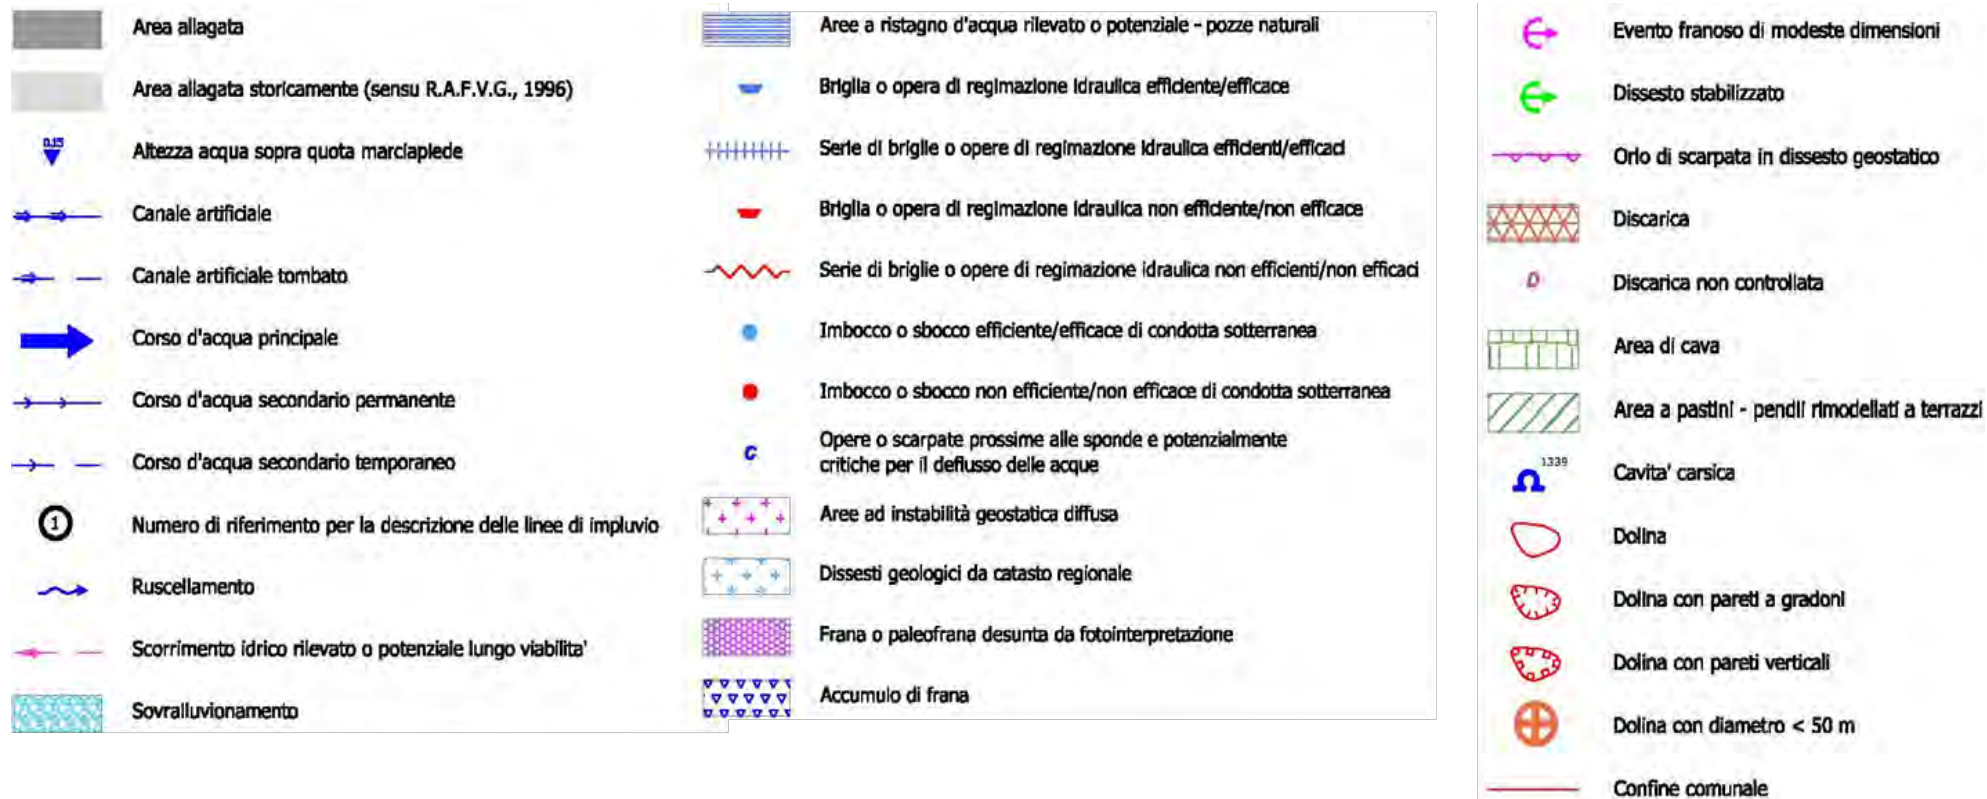 Area allagata
Area allagata storicamente (sensu R.A.F.V.G., 1996)
0.15
Altezza acqua sopra quota marciapiede
Canale artificiale
Canale artificiale tombato
Corso d'acqua principale
Corso d'acqua secondario permanente
Corso d'acqua secondario temporaneo
1
Numero di riferimento per la descrizione delle linee di impluvio
Ruscellamento
Scorrimento idrico rilevato o potenziale lungo viabilita'
Sovralluvionamento
Aree a ristagno d'acqua rilevato o potenziale - pozze naturali
Briglia o opera di regimazione idraulica efficiente/efficace
Serie di briglie o opere di regimazione idraulica efficienti/efficaci
Briglia o opera di regimazione idraulica non efficiente/non efficace
Serie di briglie o opere di regimazione idraulica non efficienti/non efficaci
Imbocco o sbocco efficiente/efficace di condotta sotterranea
Imbocco o sbocco non efficiente/non efficace di condotta sotterranea
C
Opere o scarpate prossime alle sponde e potenzialmente
critiche per il deflusso delle acque
Aree ad instabilità geostatica diffusa
Dissesti geologici da catasto regionale
Frana o paleofrana desunta da fotointerpretazione
Accumulo di frana
Evento franoso di modeste dimensioni
Dissesto stabilizzato
Orlo di scarpata in dissesto geostatico
Discarica
D
Discarica non controllata
Area di cava
Area a pastini - pendii rimodellati a terrazzi
1339
Cavita' carsica
Dolina
Dolina con pareti a gradoni
Dolina con pareti verticali
Dolina con diametro < 50 m
Confine comunale